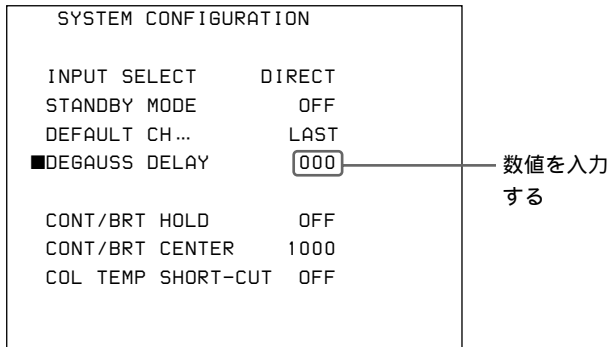 SYSTEM CONFIGURATION
INPUT SELECT DIRECT
STANDBY MODE OFF
DEFAULT CH... LAST
■DEGAUSS DELAY 000
数値を入力
する
CONT/BRT HOLD OFF
CONT/BRT CENTER 1000
COL TEMP SHORT-CUT OFF